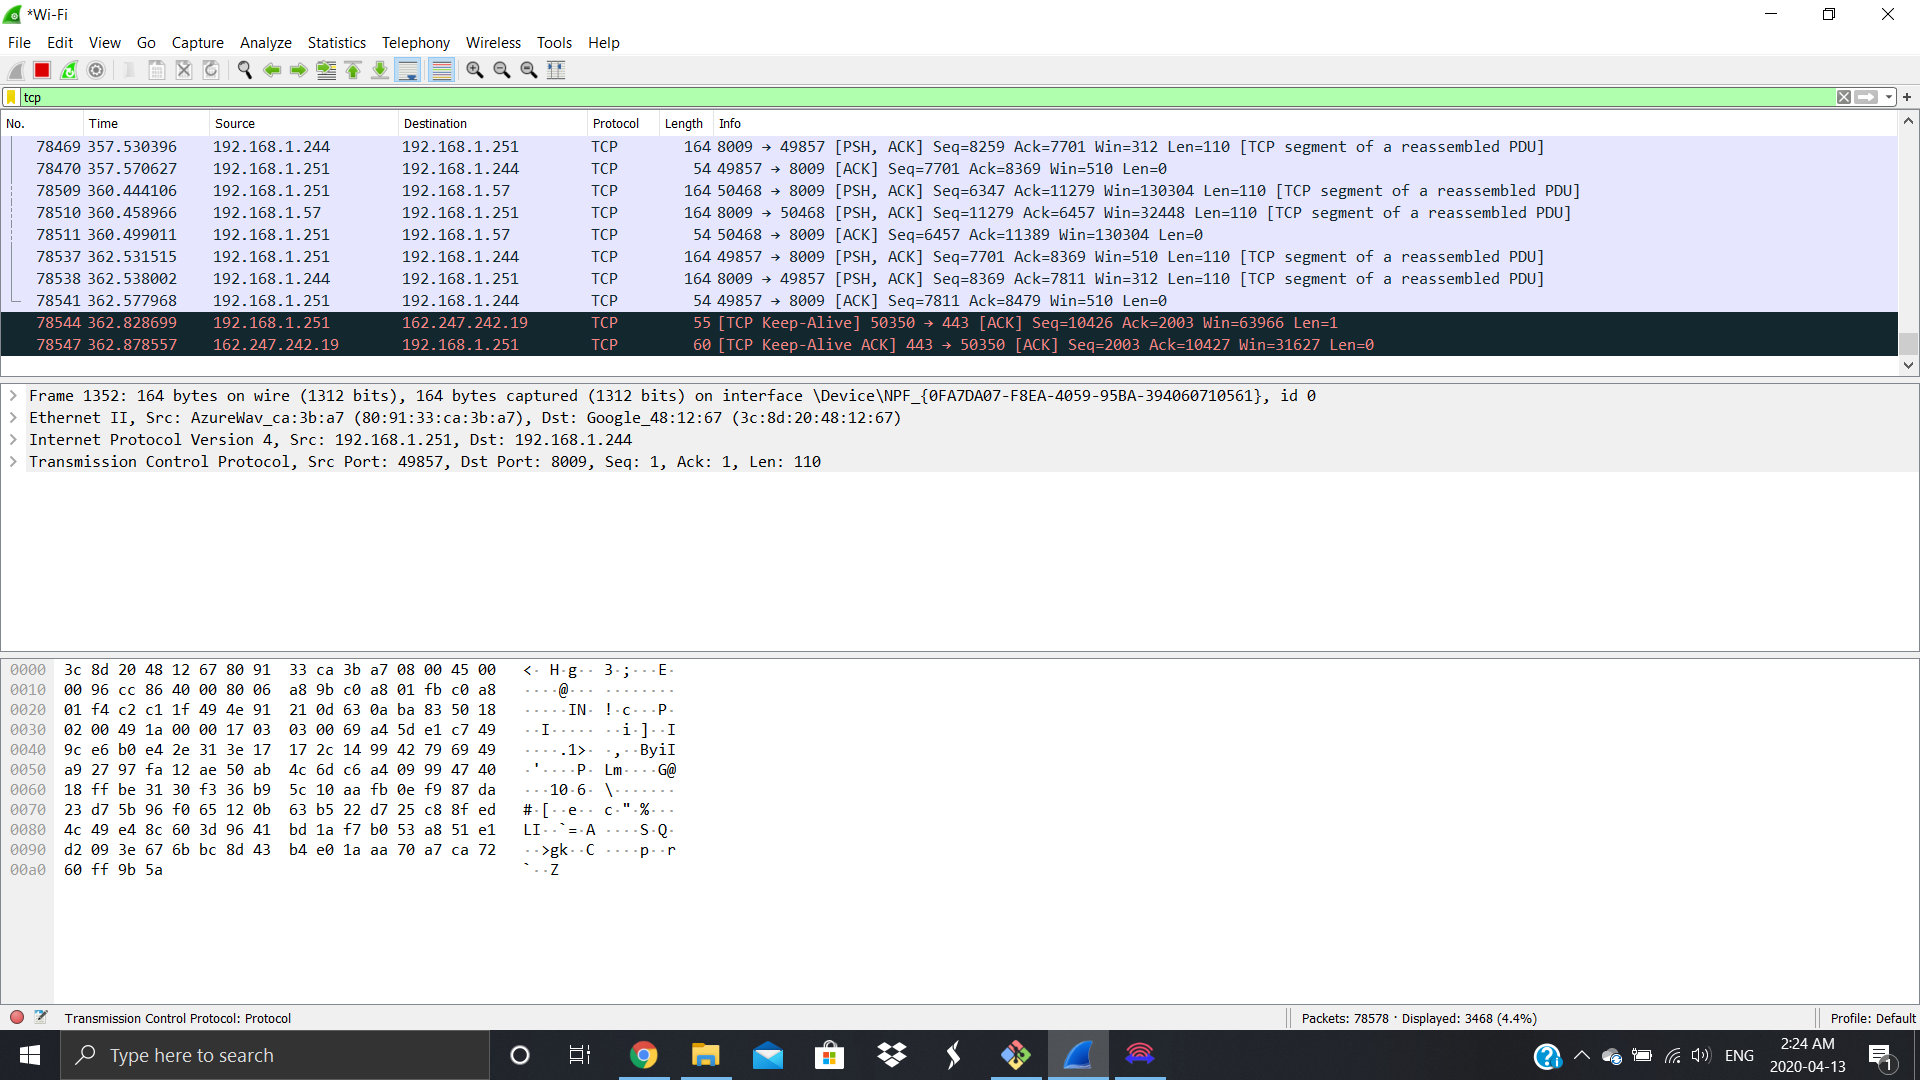 *Wi-Fi
File Edit View Go Capture Analyze Statistics Telephony Wireless Tools Help
tcp
No. Time Source Destination Protocol Length Info
78469 357.530396 192.168.1.244 192.168.1.251 TCP 164 8009 → 49857 [PSH, ACK] Seq=8259 Ack=7701 Win=312 Len=110 [TCP segment of a reassembled PDU]
78470 357.570627 192.168.1.251 192.168.1.244 TCP 54 49857 → 8009 [ACK] Seq=7701 Ack=8369 Win=510 Len=0
78509 360.444106 192.168.1.251 192.168.1.57 TCP 164 50468 → 8009 [PSH, ACK] Seq=6347 Ack=11279 Win=130304 Len=110 [TCP segment of a reassembled PDU]
78510 360.458966 192.168.1.57 192.168.1.251 TCP 164 8009 → 50468 [PSH, ACK] Seq=11279 Ack=6457 Win=32448 Len=110 [TCP segment of a reassembled PDU]
78511 360.499011 192.168.1.251 192.168.1.57 TCP 54 50468 → 8009 [ACK] Seq=6457 Ack=11389 Win=130304 Len=0
78537 362.531515 192.168.1.251 192.168.1.244 TCP 164 49857 → 8009 [PSH, ACK] Seq=7701 Ack=8369 Win=510 Len=110 [TCP segment of a reassembled PDU]
78538 362.538002 192.168.1.244 192.168.1.251 TCP 164 8009 → 49857 [PSH, ACK] Seq=8369 Ack=7811 Win=312 Len=110 [TCP segment of a reassembled PDU]
78541 362.577968 192.168.1.251 192.168.1.244 TCP 54 49857 → 8009 [ACK] Seq=7811 Ack=8479 Win=510 Len=0
78544 362.828699 192.168.1.251 162.247.242.19 TCP 55 [TCP Keep-Alive] 50350 → 443 [ACK] Seq=10426 Ack=2003 Win=63966 Len=1
78547 362.878557 162.247.242.19 192.168.1.251 TCP 60 [TCP Keep-Alive ACK] 443 → 50350 [ACK] Seq=2003 Ack=10427 Win=31627 Len=0
Frame 1352: 164 bytes on wire (1312 bits), 164 bytes captured (1312 bits) on interface \Device\NPF_{0FA7DA07-F8EA-4059-95BA-394060710561}, id 0
Ethernet II, Src: AzureWav_ca:3b:a7 (80:91:33:ca:3b:a7), Dst: Google_48:12:67 (3c:8d:20:48:12:67)
Internet Protocol Version 4, Src: 192.168.1.251, Dst: 192.168.1.244
Transmission Control Protocol, Src Port: 49857, Dst Port: 8009, Seq: 1, Ack: 1, Len: 110
0000 3c 8d 20 48 12 67 80 91 33 ca 3b a7 08 00 45 00 <· H·g·· 3·;···E·
0010 00 96 cc 86 40 00 80 06 a8 9b c0 a8 01 fb c0 a8 ····@··· ········
0020 01 f4 c2 c1 1f 49 4e 91 21 0d 63 0a ba 83 50 18 ·····IN· !·c···P·
0030 02 00 49 1a 00 00 17 03 03 00 69 a4 5d e1 c7 49 ··I····· ··i·]··I
0040 9c e6 b0 e4 2e 31 3e 17 17 2c 14 99 42 79 69 49 ····.1>· ·,··ByiI
0050 a9 27 97 fa 12 ae 50 ab 4c 6d c6 a4 09 99 47 40 ·'····P· Lm····G@
0060 18 ff be 31 30 f3 36 b9 5c 10 aa fb 0e f9 87 da ···10·6· \·······
0070 23 d7 5b 96 f0 65 12 0b 63 b5 22 d7 25 c8 8f ed #·[··e·· c·"·%···
0080 4c 49 e4 8c 60 3d 96 41 bd 1a f7 b0 53 a8 51 e1 LI··`=·A ····S·Q·
0090 d2 09 3e 67 6b bc 8d 43 b4 e0 1a aa 70 a7 ca 72 ··>gk··C ····p··r
00a0 60 ff 9b 5a `··Z
Transmission Control Protocol: Protocol Packets: 78578 · Displayed: 3468 (4.4%) Profile: Default
Type here to search
ENG
2:24 AM
2020-04-13
1